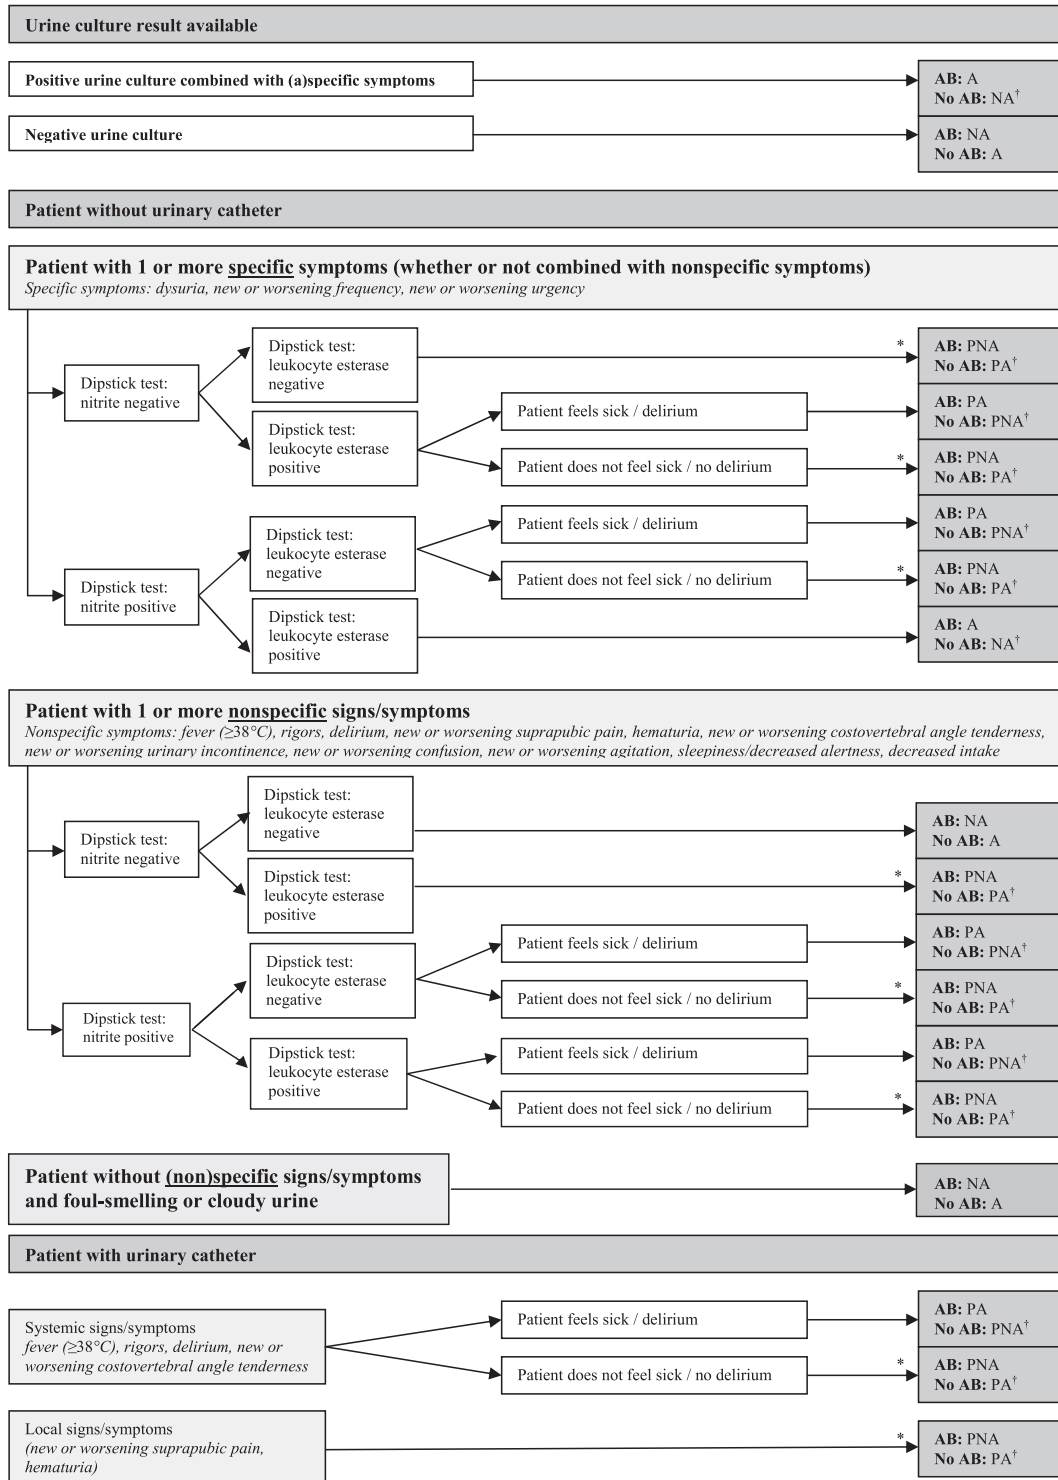 Urine culture result available
Positive urine culture combined with (a)specific symptoms
AB: A
No AB: NA†
Negative urine culture
AB: NA
No AB: A
Patient without urinary catheter
Patient with 1 or more specific symptoms (whether or not combined with nonspecific symptoms)
Specific symptoms: dysuria, new or worsening frequency, new or worsening urgency
Dipstick test:
nitrite negative
Dipstick test:
leukocyte esterase
negative
*
AB: PNA
No AB: PA†
Dipstick test:
leukocyte esterase
positive
Patient feels sick / delirium
AB: PA
No AB: PNA†
Patient does not feel sick / no delirium
*
AB: PNA
No AB: PA†
Dipstick test:
nitrite positive
Dipstick test:
leukocyte esterase
negative
Patient feels sick / delirium
AB: PA
No AB: PNA†
Patient does not feel sick / no delirium
*
AB: PNA
No AB: PA†
Dipstick test:
leukocyte esterase
positive
AB: A
No AB: NA†
Patient with 1 or more nonspecific signs/symptoms
Nonspecific symptoms: fever (≥38°C), rigors, delirium, new or worsening suprapubic pain, hematuria, new or worsening costovertebral angle tenderness,
new or worsening urinary incontinence, new or worsening confusion, new or worsening agitation, sleepiness/decreased alertness, decreased intake
Dipstick test:
nitrite negative
Dipstick test:
leukocyte esterase
negative
AB: NA
No AB: A
Dipstick test:
leukocyte esterase
positive
*
AB: PNA
No AB: PA†
Dipstick test:
nitrite positive
Dipstick test:
leukocyte esterase
negative
Patient feels sick / delirium
AB: PA
No AB: PNA†
Patient does not feel sick / no delirium
*
AB: PNA
No AB: PA†
Dipstick test:
leukocyte esterase
positive
Patient feels sick / delirium
AB: PA
No AB: PNA†
Patient does not feel sick / no delirium
*
AB: PNA
No AB: PA†
Patient without (non)specific signs/symptoms
and foul-smelling or cloudy urine
AB: NA
No AB: A
Patient with urinary catheter
Systemic signs/symptoms
fever (≥38°C), rigors, delirium, new or
worsening costovertebral angle tenderness
Patient feels sick / delirium
AB: PA
No AB: PNA†
Patient does not feel sick / no delirium
*
AB: PNA
No AB: PA†
Local signs/symptoms
(new or worsening suprapubic pain,
hematuria)
*
AB: PNA
No AB: PA†